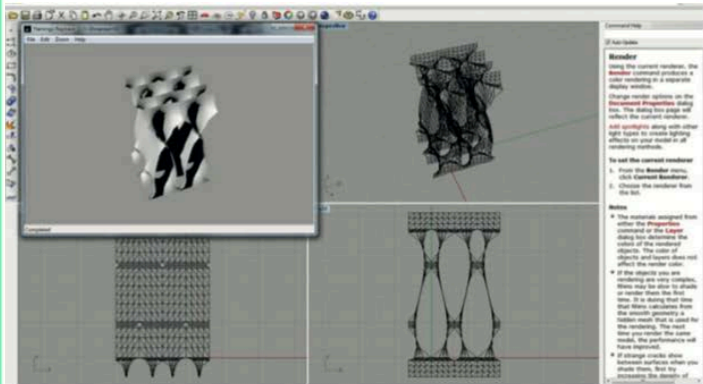 File Edit Zoom Help
Completed
Command Help
Auto Update
Render
Using the current renderer, the
Render command produces a
color rendering in a separate
display window.
Change render options on the
Document Properties dialog
box. The dialog box page will
reflect the current renderer.
Add spotlights along with other
light types to create lighting
effects on your model in all
rendering methods.
To set the current renderer
1. From the Render menu,
click Current Renderer.
2. Choose the renderer from
the list.
Notes
• The materials assigned from
either the Properties
command or the Layer
dialog box determine the
colors of the rendered
objects. The color of
objects and layers does not
affect the render color.
• If the objects you are
rendering are very complex,
Rhino may be slow to shade
or render them the first
time. It is during that time
that Rhino calculates from
the smooth geometry a
hidden mesh that is used for
the rendering. The next
time you render the same
model, the performance will
have improved.
• If strange cracks show
between surfaces when you
shade them, first try
increasing the density of